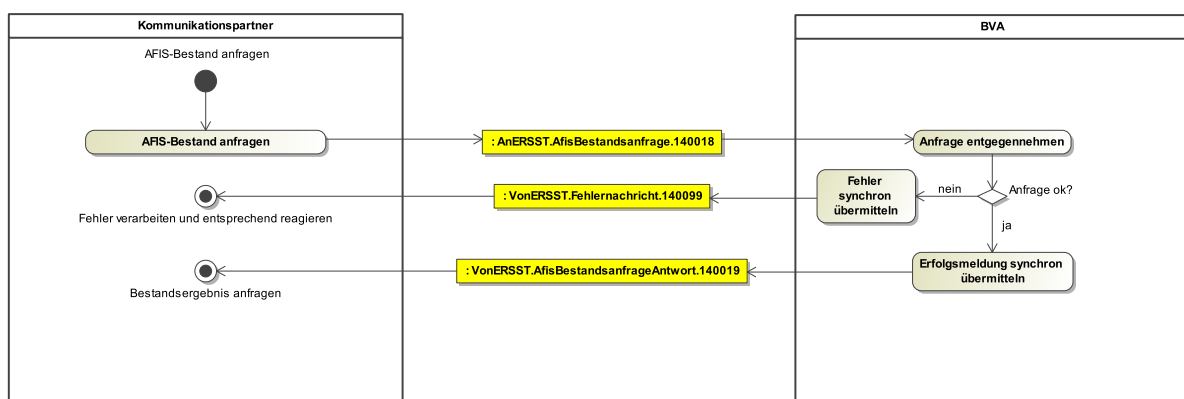 Kommunikationspartner
BVA
AFIS-Bestand anfragen
AFIS-Bestand anfragen
: AnERSST.AfisBestandsanfrage.140018
Anfrage entgegennehmen
Anfrage ok?
nein
Fehler
synchron
übermitteln
: VonERSST.Fehlernachricht.140099
Fehler verarbeiten und entsprechend reagieren
ja
Erfolgsmeldung synchron
übermitteln
: VonERSST.AfisBestandsanfrageAntwort.140019
Bestandsergebnis anfragen